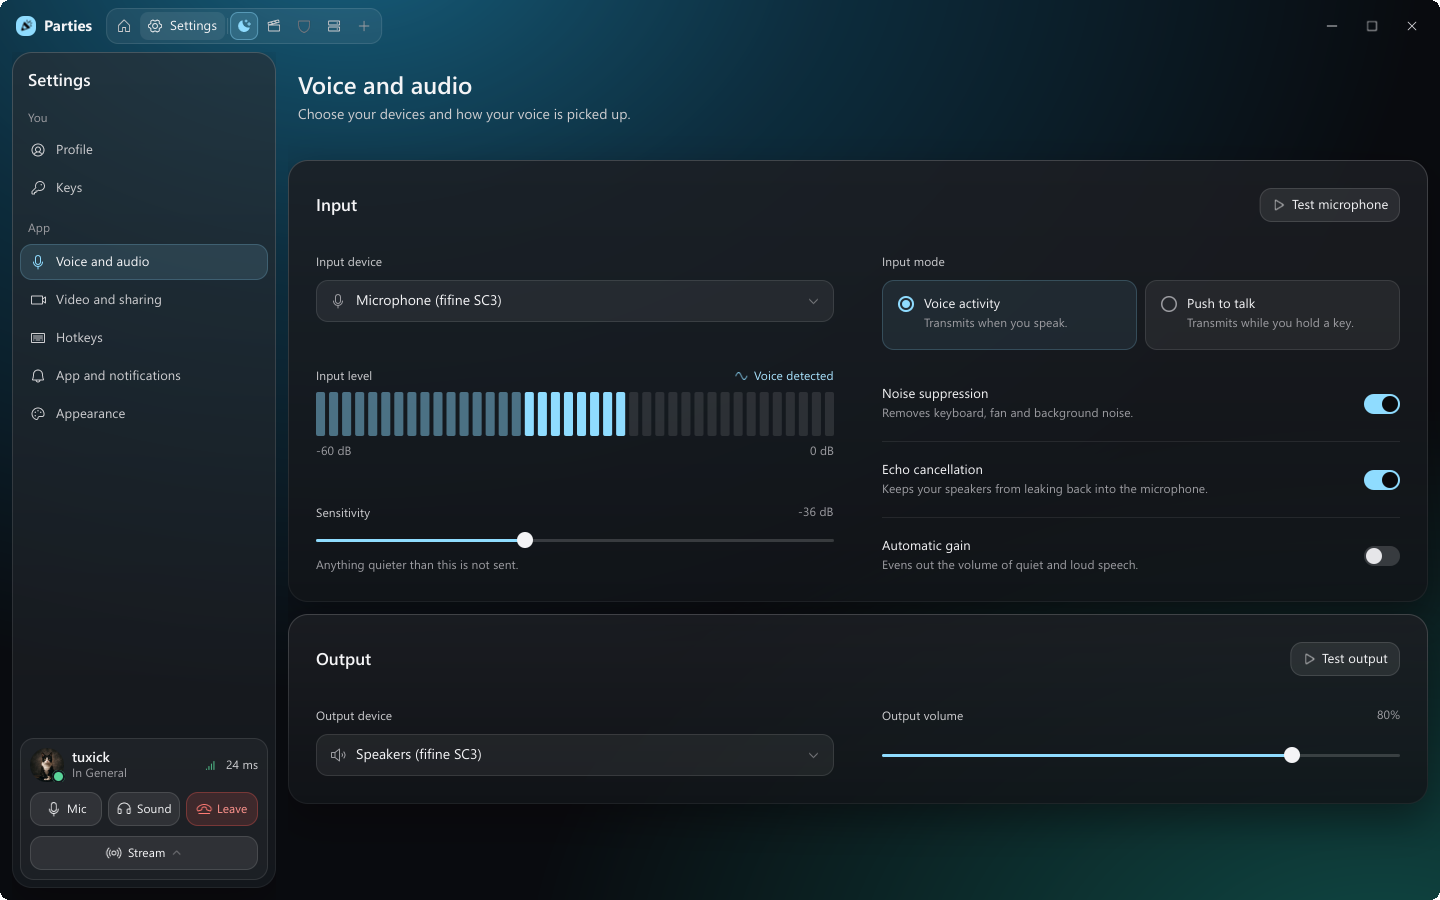 Parties
Settings
Settings
You
Profile
Keys
App
Voice and audio
Video and sharing
Hotkeys
App and notifications
Appearance
tuxick
In General
24 ms
Mic
Sound
Leave
Stream
Voice and audio
Choose your devices and how your voice is picked up.
Input
Test microphone
Input device
Microphone (fifine SC3)
Input level
Voice detected
-60 dB
0 dB
Sensitivity
-36 dB
Anything quieter than this is not sent.
Input mode
Voice activity
Transmits when you speak.
Push to talk
Transmits while you hold a key.
Noise suppression
Removes keyboard, fan and background noise.
Echo cancellation
Keeps your speakers from leaking back into the microphone.
Automatic gain
Evens out the volume of quiet and loud speech.
Output
Test output
Output device
Speakers (fifine SC3)
Output volume
80%